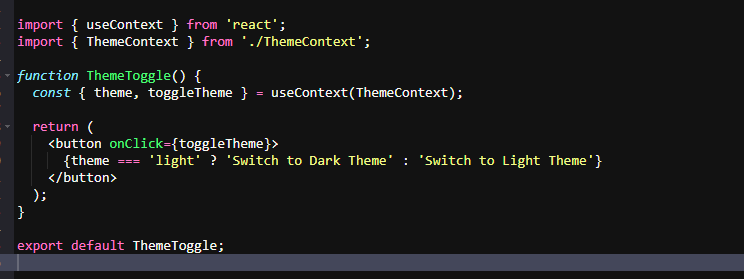 import { useContext } from 'react';
import { ThemeContext } from './ThemeContext';
function ThemeToggle() {
const { theme, toggleTheme } = useContext(ThemeContext);
return (
<button onClick={toggleTheme}>
{theme === 'light' ? 'Switch to Dark Theme' : 'Switch to Light Theme'}
</button>
);
}
export default ThemeToggle;